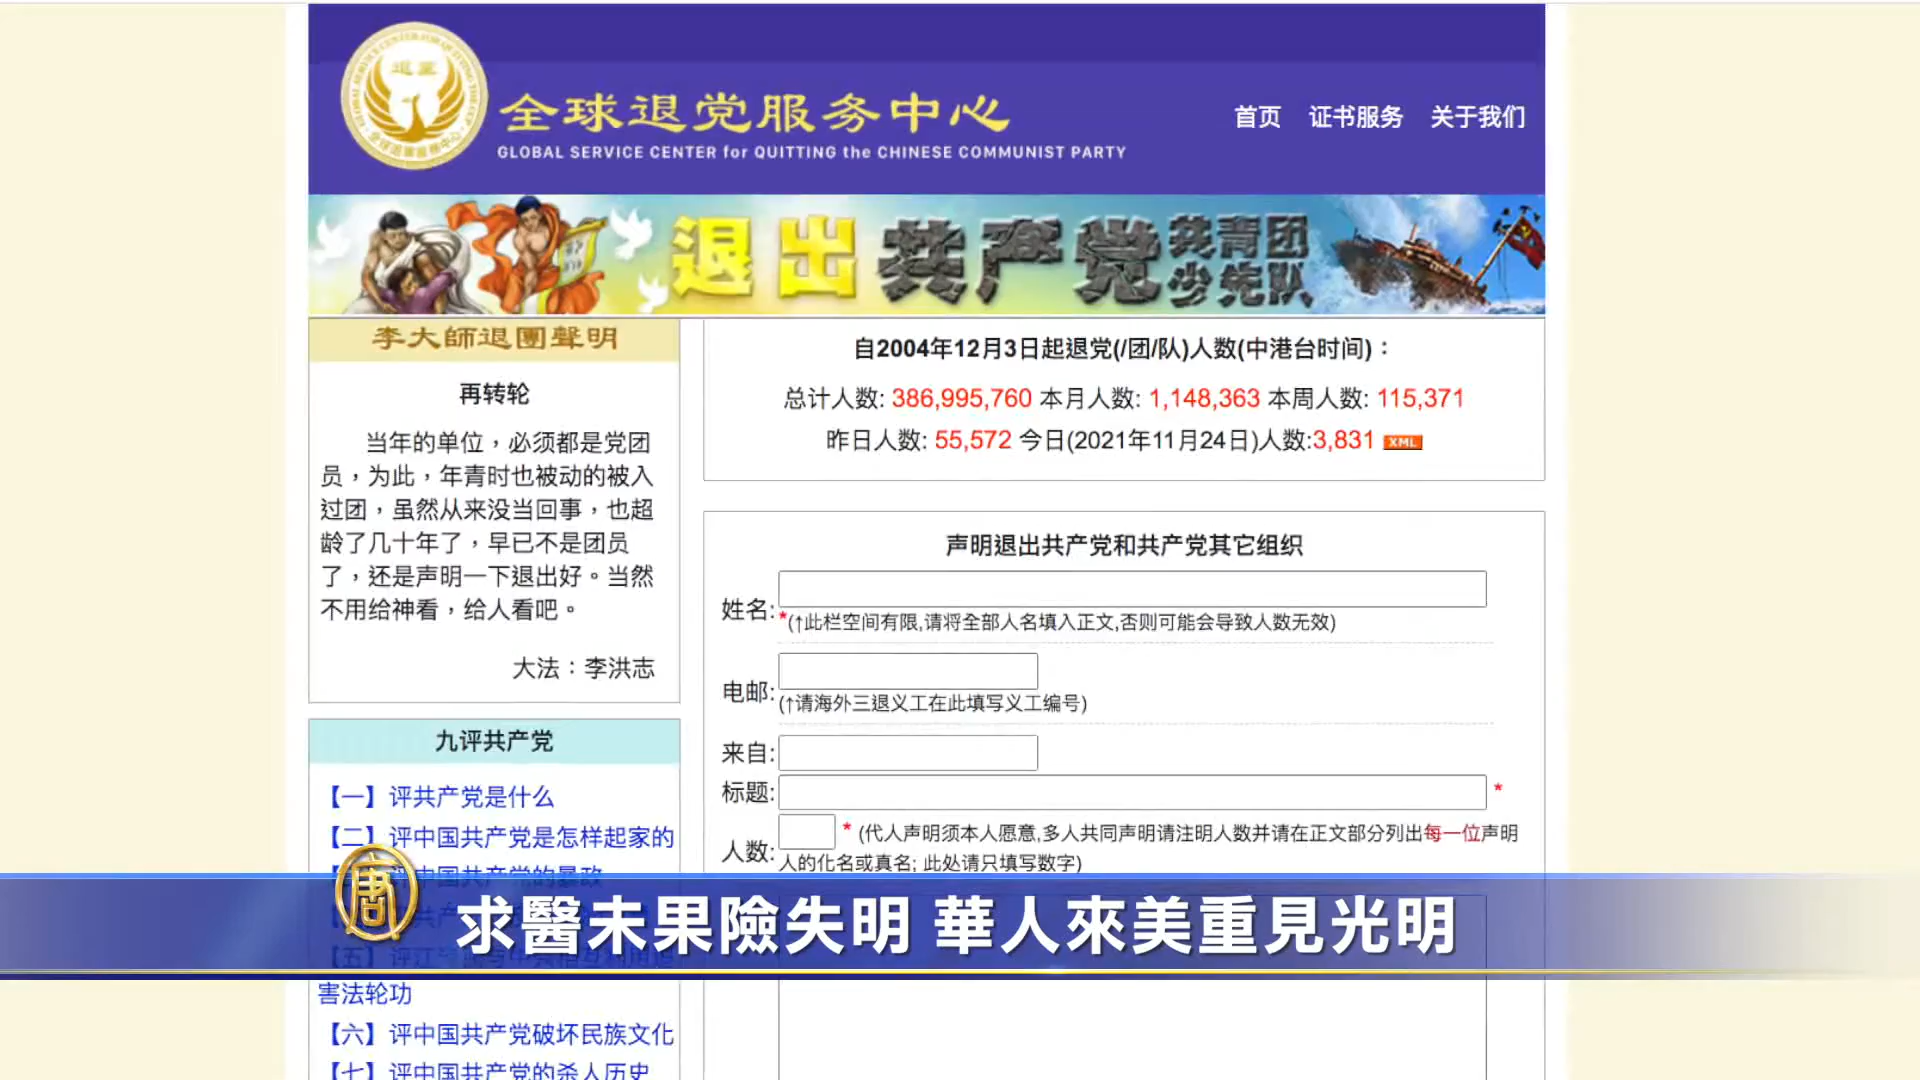 全球退党服务中心
GLOBAL SERVICE CENTER for QUITTING the CHINESE COMMUNIST PARTY
首页 证书服务 关于我们
退出共产党 共青团 少先队
李大師退團聲明
再转轮
当年的单位，必须都是党团
员，为此，年青时也被动的被入
过团，虽然从来没当回事，也超
龄了几十年了，早已不是团员
了，还是声明一下退出好。当然
不用给神看，给人看吧。
大法：李洪志
九评共产党
【一】评共产党是什么
【二】评中国共产党是怎样起家的
害法轮功
【六】评中国共产党破坏民族文化
【七】评中国共产党的杀人历史
自2004年12月3日起退党(/团/队)人数(中港台时间)：
总计人数: 386,995,760 本月人数: 1,148,363 本周人数: 115,371
昨日人数: 55,572 今日(2021年11月24日)人数:3,831 XML
声明退出共产党和共产党其它组织
姓名:
*(↑此栏空间有限,请将全部人名填入正文,否则可能会导致人数无效)
电邮:
(↑请海外三退义工在此填写义工编号)
来自:
标题: *
人数: * (代人声明须本人愿意,多人共同声明请注明人数并请在正文部分列出每一位声明
人的化名或真名; 此处请只填写数字)
唐
求醫未果險失明 華人來美重見光明